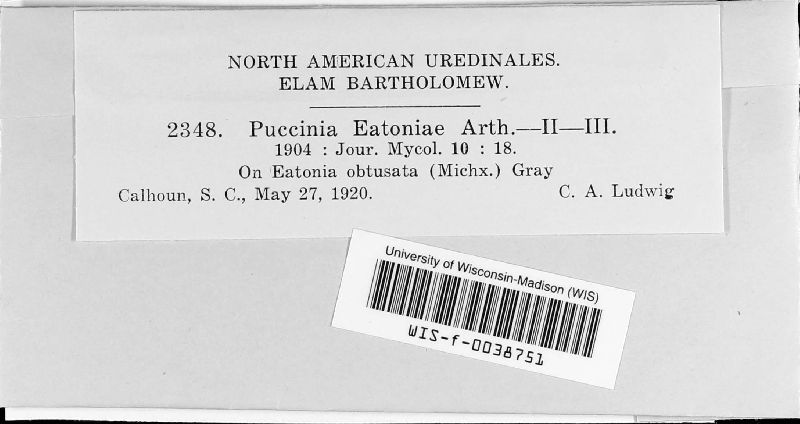 NORTH AMERICAN UREDINALES.
ELAM BARTHOLOMEW.
2348. Puccinia Eatoniae Arth.—II—III.
1904 : Jour. Mycol. 10 : 18.
On Eatonia obtusata (Michx.) Gray
Calhoun, S. C., May 27, 1920. C. A. Ludwig
University of Wisconsin-Madison (WIS)
WIS-f-0038751